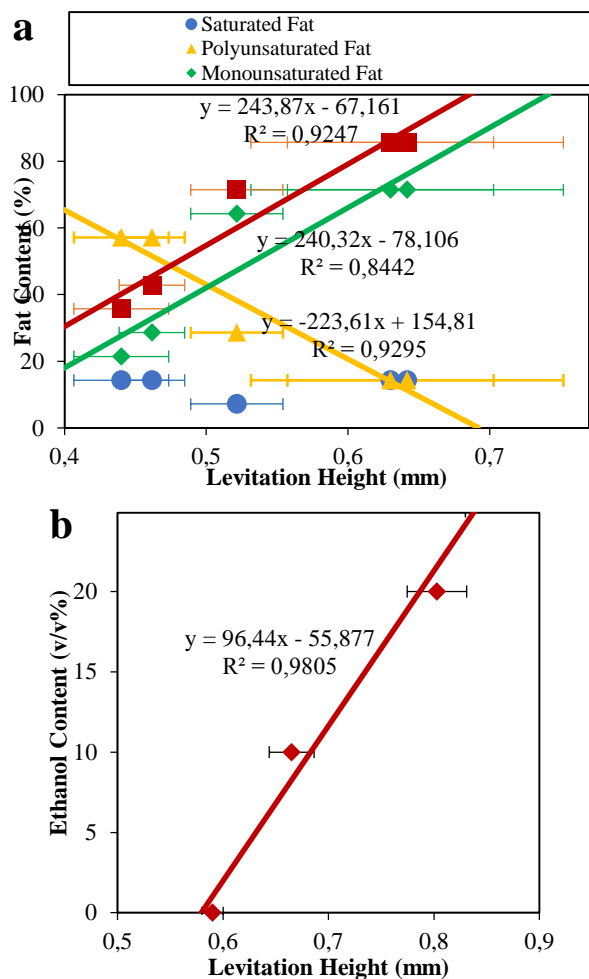 a
Saturated Fat
Polyunsaturated Fat
Monounsaturated Fat
100
80
60
40
20
0
Fat Content (%)
y = 243,87x - 67,161
R² = 0,9247
y = 240,32x - 78,106
R² = 0,8442
y = -223,61x + 154,81
R² = 0,9295
0,4 0,5 0,6 0,7
Levitation Height (mm)
b
20
15
10
5
0
Ethanol Content (v/v%)
y = 96,44x - 55,877
R² = 0,9805
0,5 0,6 0,7 0,8 0,9
Levitation Height (mm)